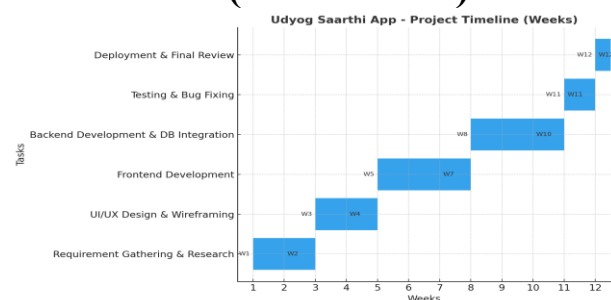 Udyog Saarthi App - Project Timeline (Weeks)
Deployment & Final Review W12
Testing & Bug Fixing W11 W11
Backend Development & DB Integration W8 W10
Frontend Development W5 W7
UI/UX Design & Wireframing W3 W4
Requirement Gathering & Research W1 W2
Tasks
1 2 3 4 5 6 7 8 9 10 11 12
Weeks